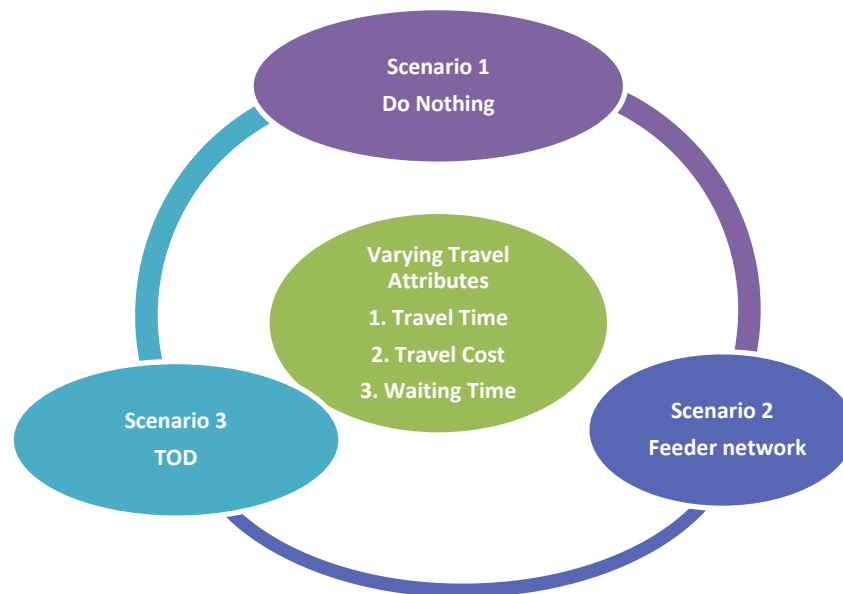 Scenario 1
Do Nothing
Varying Travel
Attributes
1. Travel Time
2. Travel Cost
3. Waiting Time
Scenario 2
Feeder network
Scenario 3
TOD